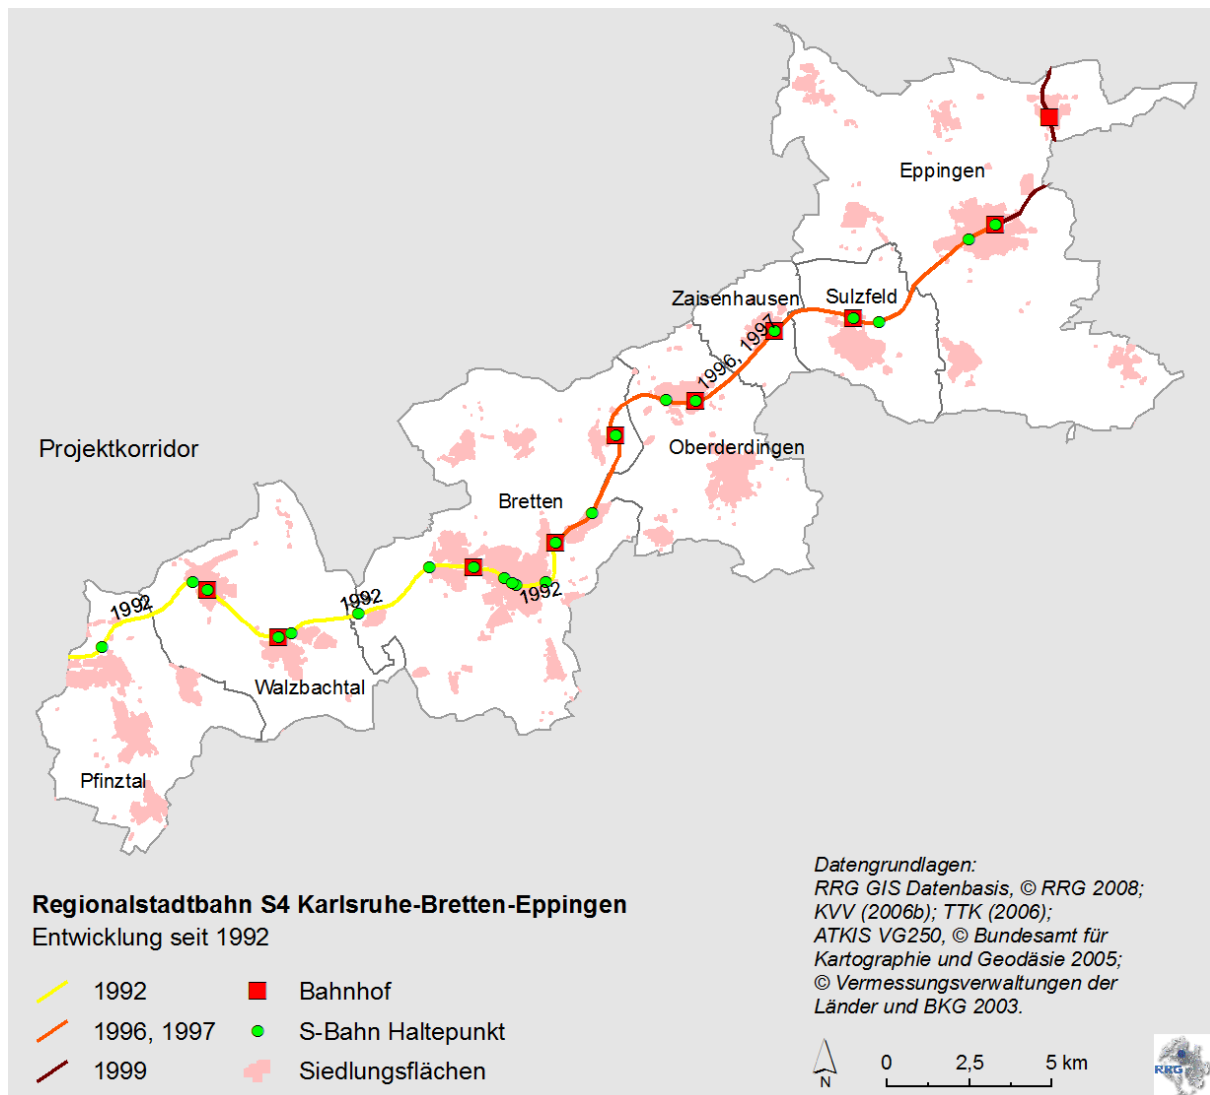 Eppingen
Zaisenhausen
Sulzfeld
1996, 1997
Oberderdingen
Projektkorridor
Bretten
1992
1992
1992
Walzbachtal
Pfinztal
Regionalstadtbahn S4 Karlsruhe-Bretten-Eppingen
Entwicklung seit 1992
1992
Bahnhof
1996, 1997
S-Bahn Haltepunkt
1999
Siedlungsflächen
Datengrundlagen:
RRG GIS Datenbasis, © RRG 2008;
KVV (2006b); TTK (2006);
ATKIS VG250, © Bundesamt für
Kartographie und Geodäsie 2005;
© Vermessungsverwaltungen der
Länder und BKG 2003.
N
0 2,5 5 km
RRG